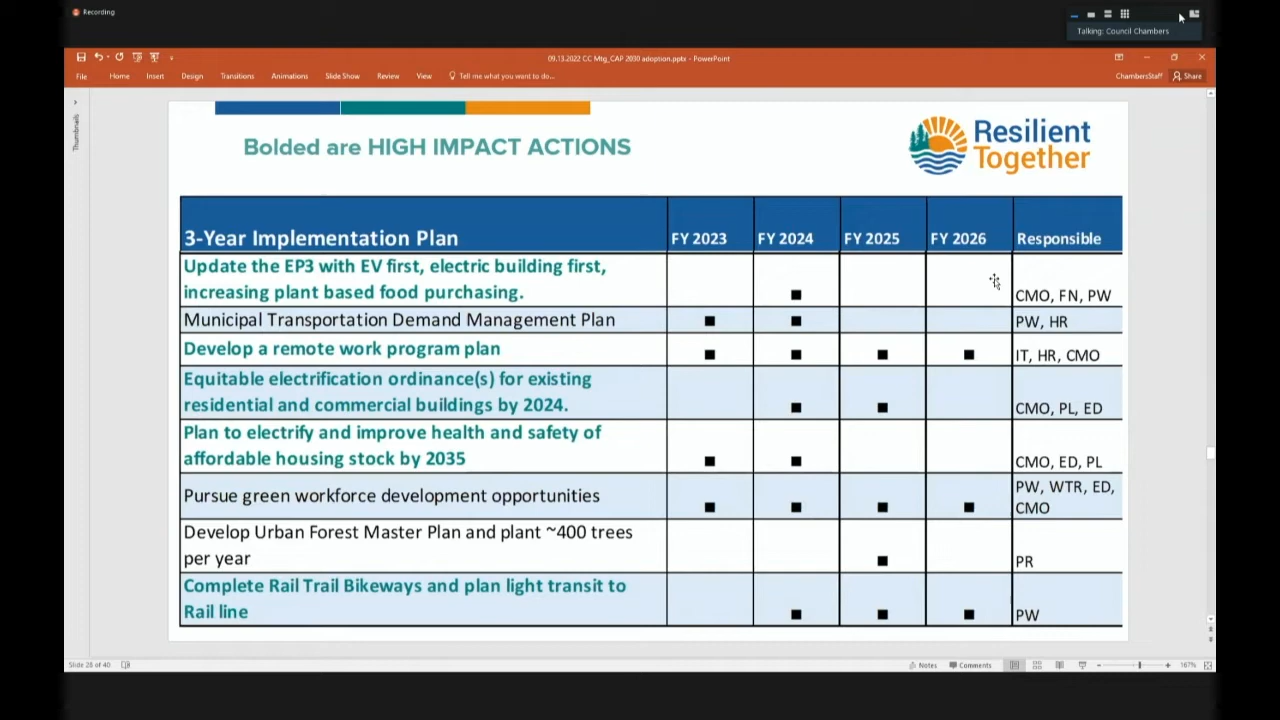 Recording
Talking: Council Chambers
09.13.2022 CC Mtg_CAP 2030 adoption.pptx - PowerPoint
File Home Insert Design Transitions Animations Slide Show Review View Tell me what you want to do... ChambersStaff Share
Thumbnails
Bolded are HIGH IMPACT ACTIONS
Resilient
Together
3-Year Implementation Plan FY 2023 FY 2024 FY 2025 FY 2026 Responsible
Update the EP3 with EV first, electric building first,
increasing plant based food purchasing. ■ CMO, FN, PW
Municipal Transportation Demand Management Plan ■ ■ PW, HR
Develop a remote work program plan ■ ■ ■ ■ IT, HR, CMO
Equitable electrification ordinance(s) for existing
residential and commercial buildings by 2024. ■ ■ CMO, PL, ED
Plan to electrify and improve health and safety of
affordable housing stock by 2035 ■ ■ CMO, ED, PL
Pursue green workforce development opportunities ■ ■ ■ ■ PW, WTR, ED,
CMO
Develop Urban Forest Master Plan and plant ~400 trees
per year ■ PR
Complete Rail Trail Bikeways and plan light transit to
Rail line ■ ■ ■ PW
Slide 28 of 40 Notes Comments 167%